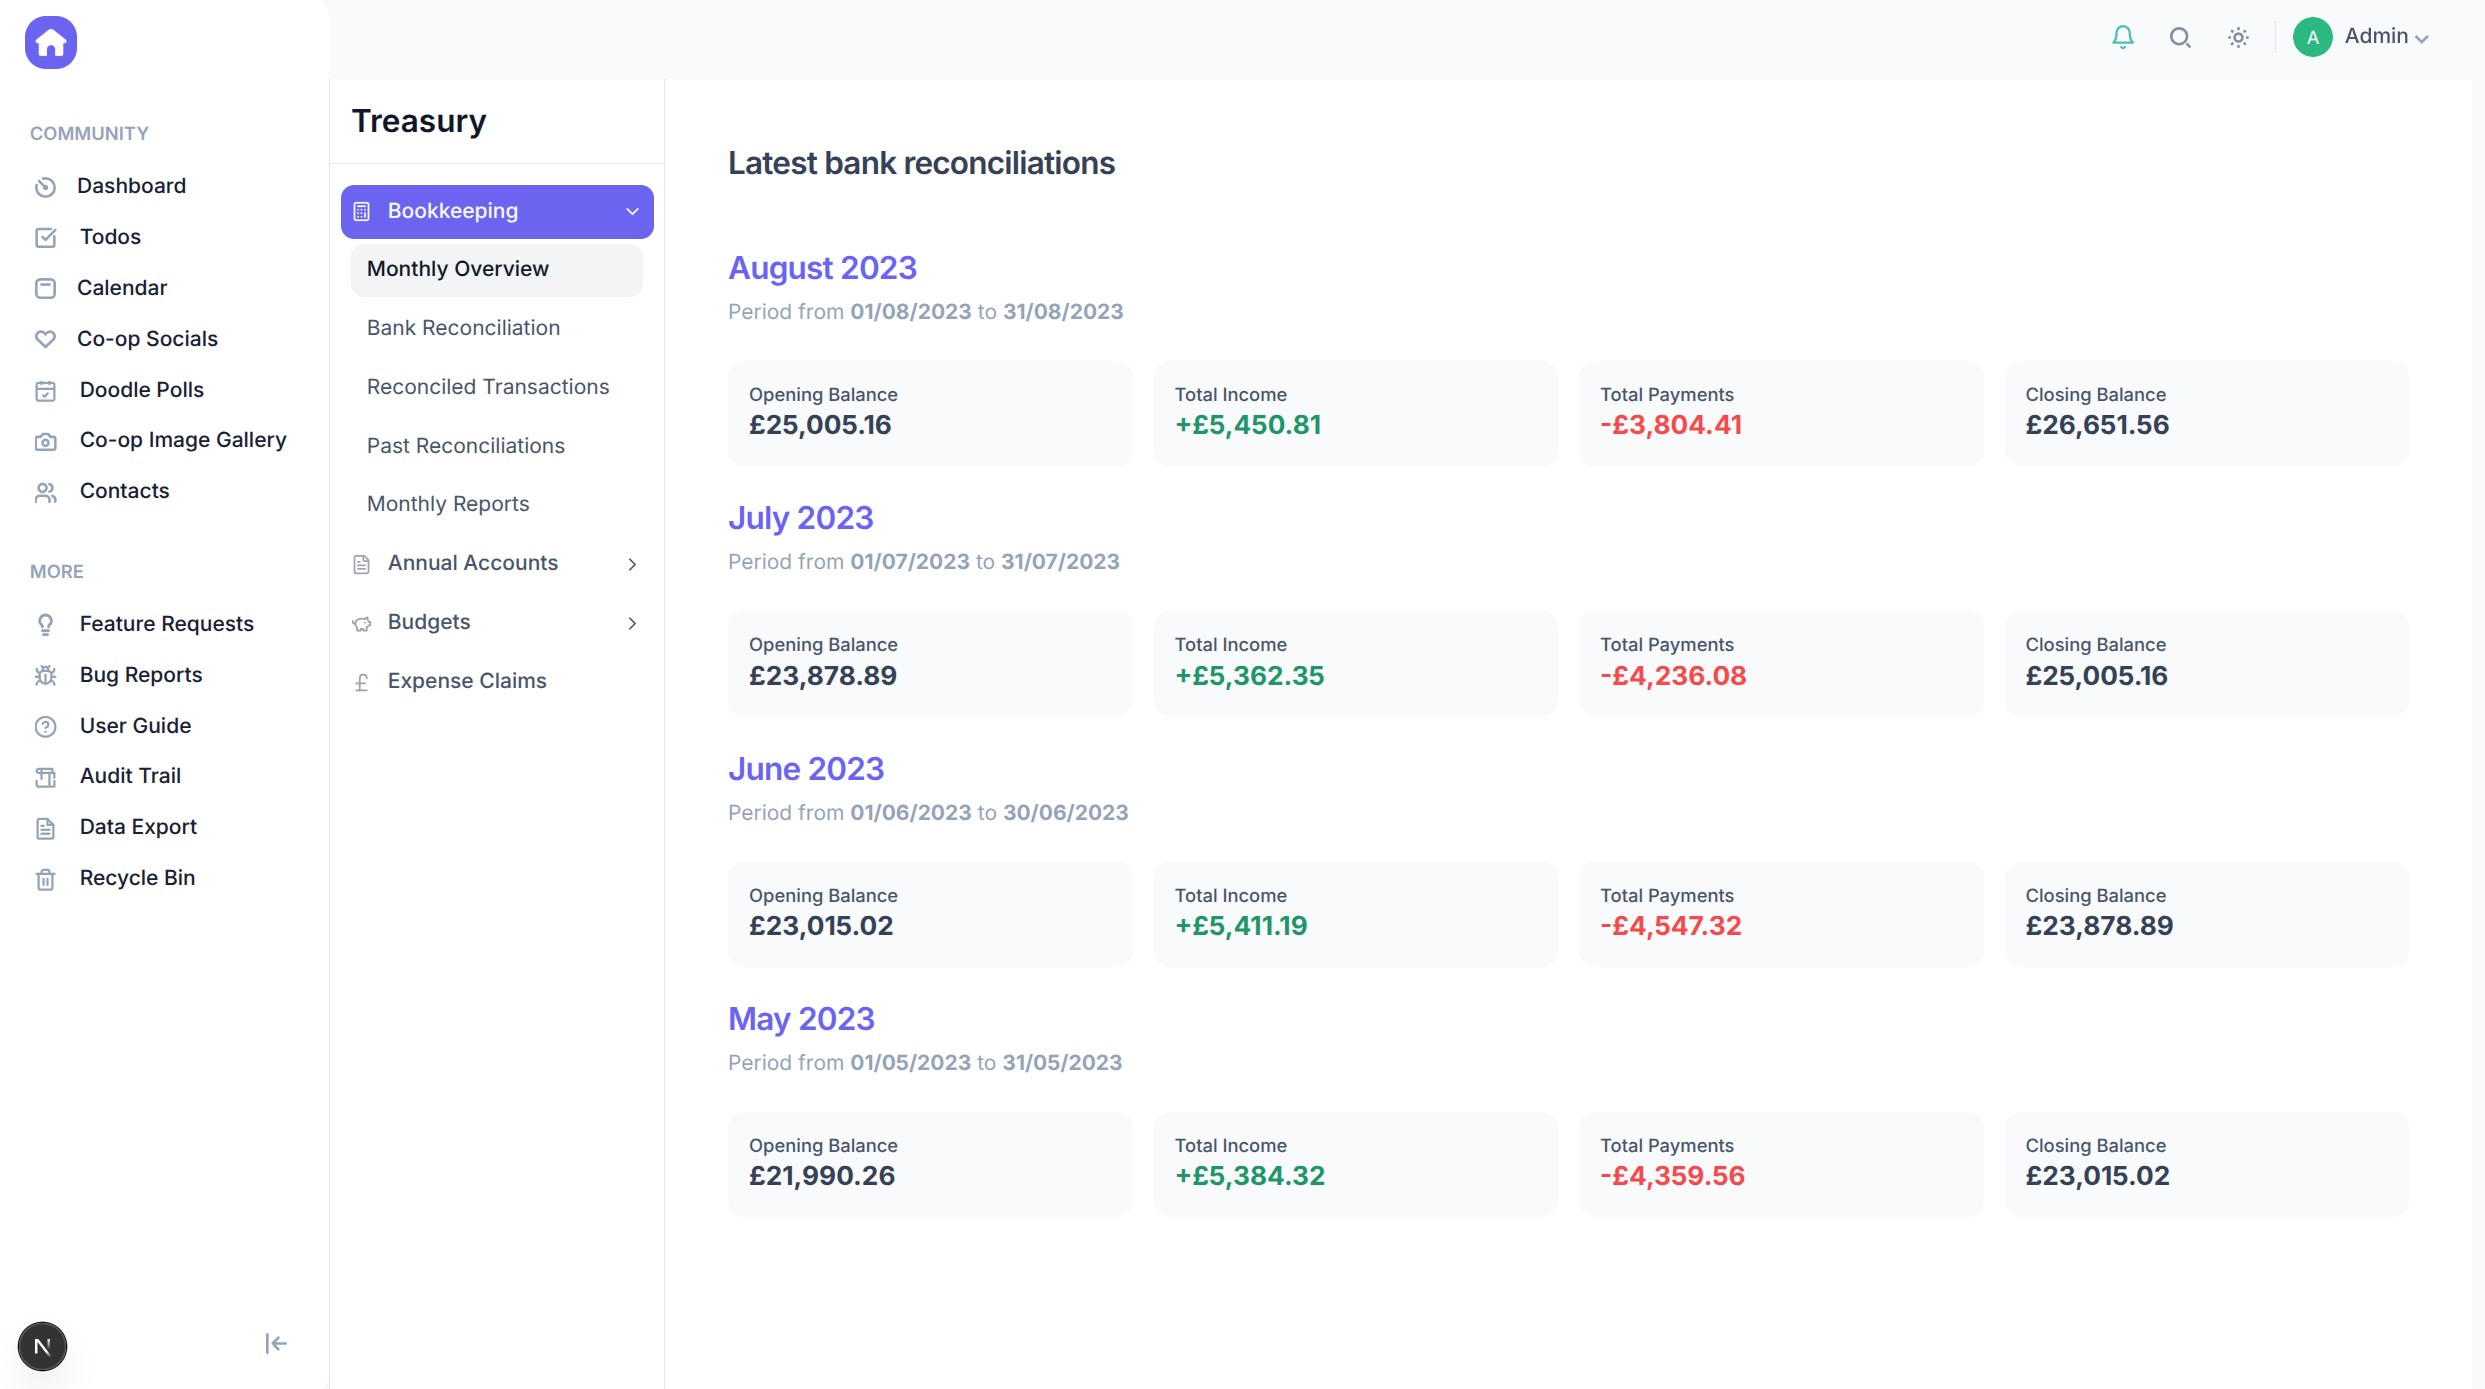 A Admin
COMMUNITY
Dashboard
Todos
Calendar
Co-op Socials
Doodle Polls
Co-op Image Gallery
Contacts
MORE
Feature Requests
Bug Reports
User Guide
Audit Trail
Data Export
Recycle Bin
N
Treasury
Bookkeeping
Monthly Overview
Bank Reconciliation
Reconciled Transactions
Past Reconciliations
Monthly Reports
Annual Accounts
Budgets
£ Expense Claims
Latest bank reconciliations
August 2023
Period from 01/08/2023 to 31/08/2023
Opening Balance Total Income Total Payments Closing Balance
£25,005.16 +£5,450.81 -£3,804.41 £26,651.56
July 2023
Period from 01/07/2023 to 31/07/2023
Opening Balance Total Income Total Payments Closing Balance
£23,878.89 +£5,362.35 -£4,236.08 £25,005.16
June 2023
Period from 01/06/2023 to 30/06/2023
Opening Balance Total Income Total Payments Closing Balance
£23,015.02 +£5,411.19 -£4,547.32 £23,878.89
May 2023
Period from 01/05/2023 to 31/05/2023
Opening Balance Total Income Total Payments Closing Balance
£21,990.26 +£5,384.32 -£4,359.56 £23,015.02